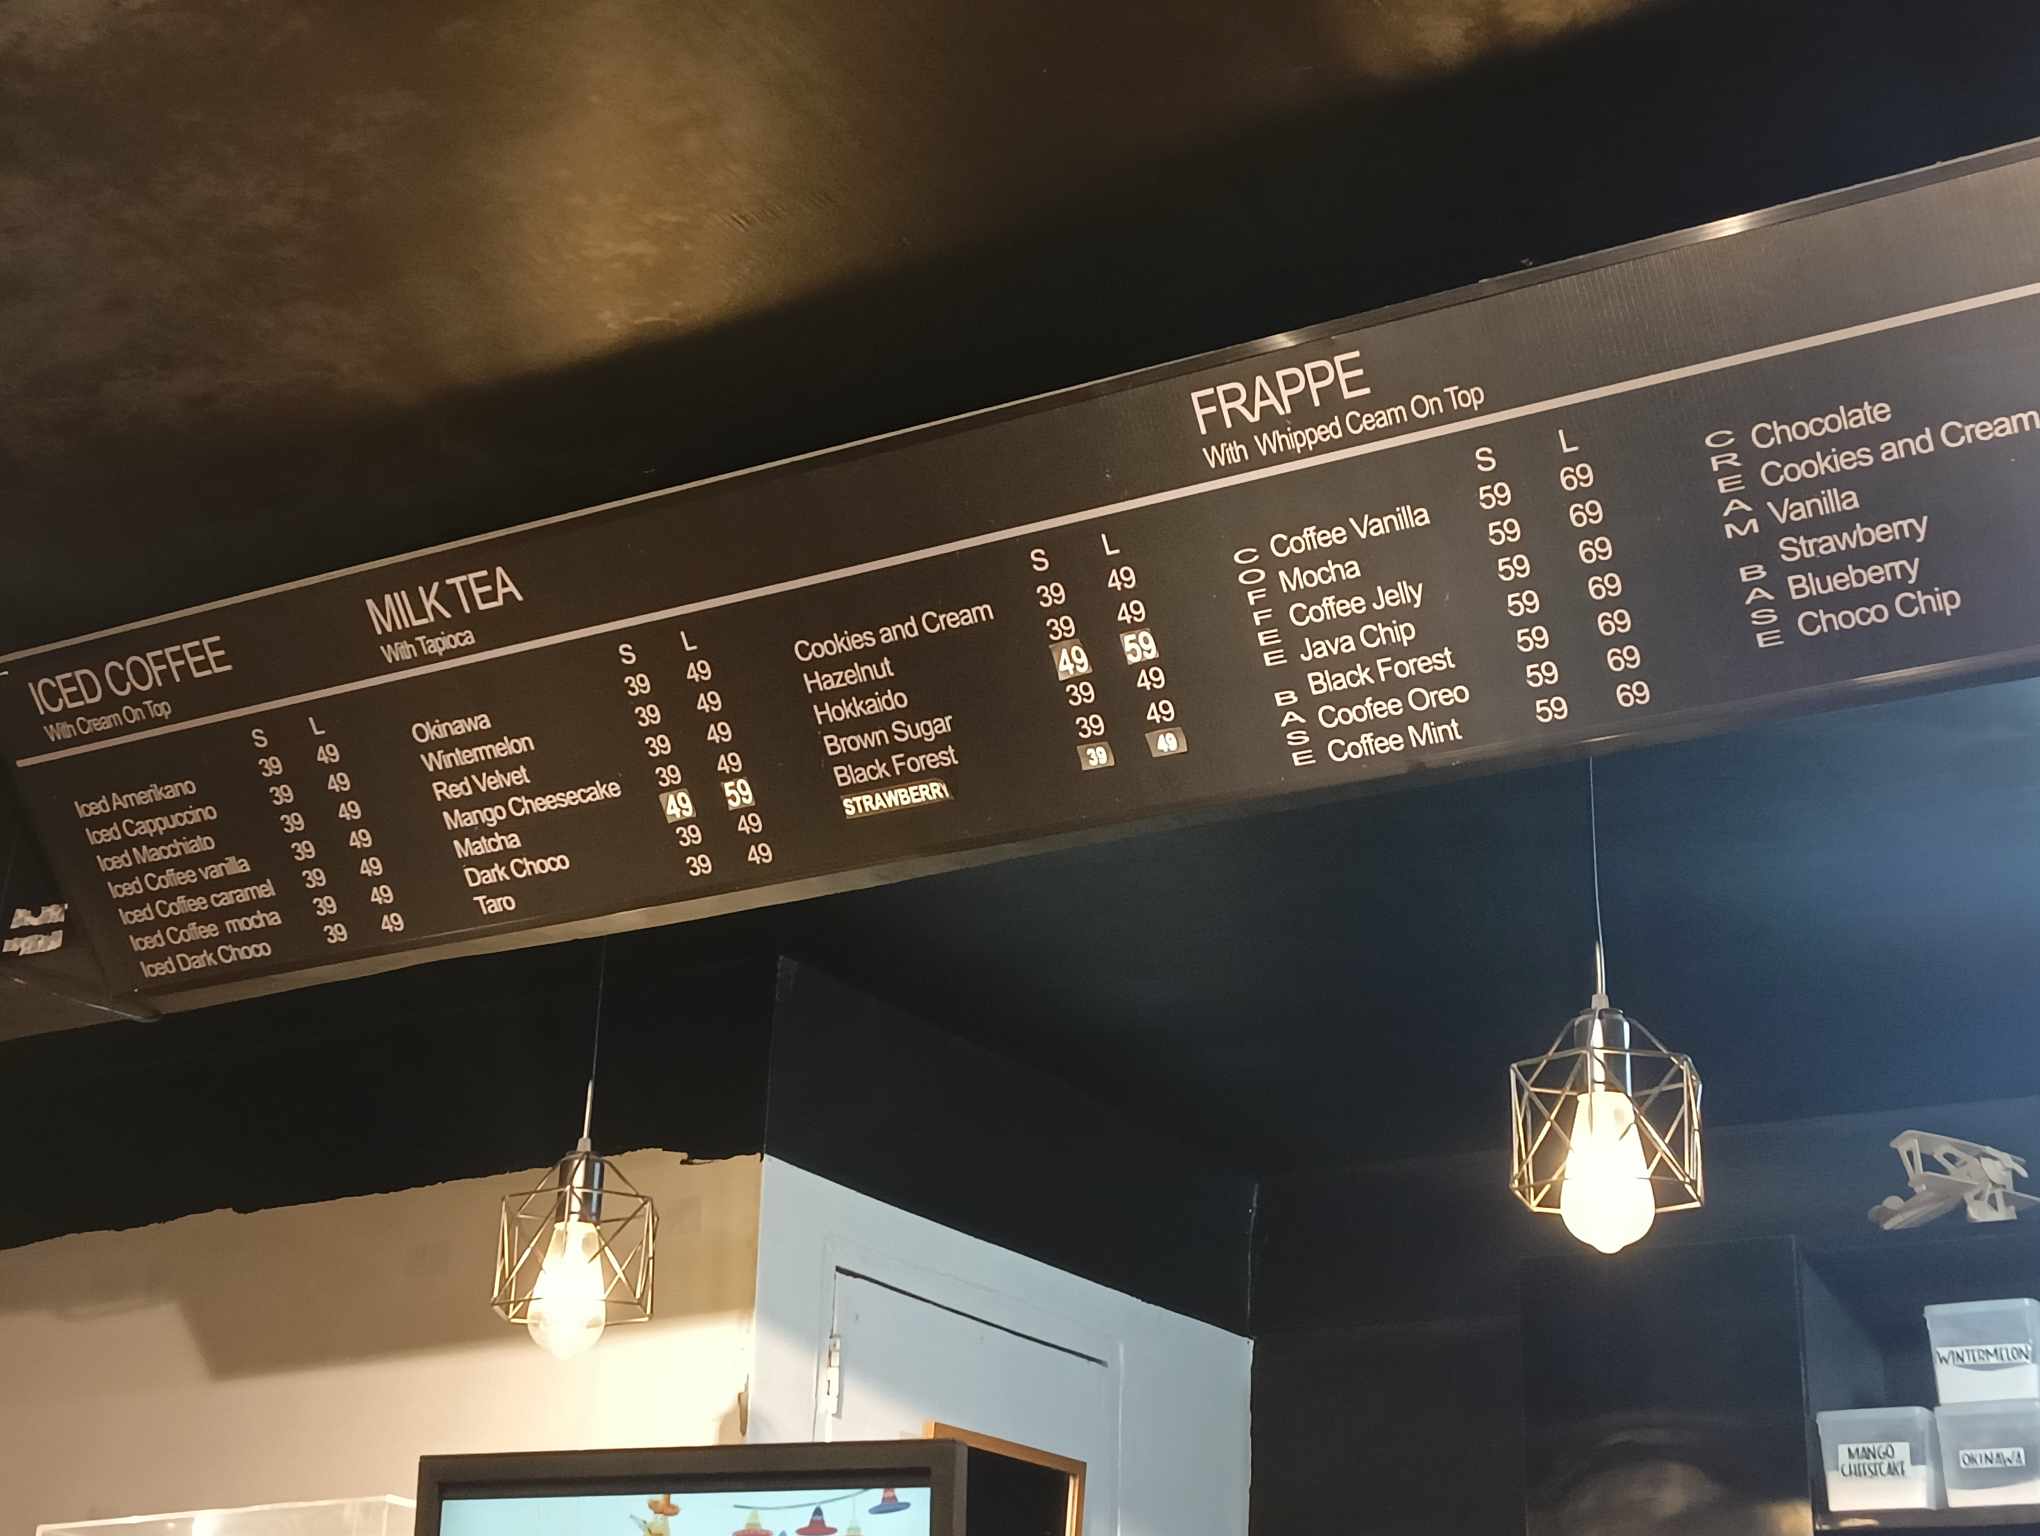 ICED COFFEE
With Cream On Top
S L
Iced Amerikano 39 49
Iced Cappuccino 39 49
Iced Macchiato 39 49
Iced Coffee vanilla 39 49
Iced Coffee caramel 39 49
Iced Coffee mocha 39 49
Iced Dark Choco 39 49
MILK TEA
With Tapioca
S L
Okinawa 39 49
Wintermelon 39 49
Red Velvet 39 49
Mango Cheesecake 39 49
Matcha 49 59
Dark Choco 39 49
Taro 39 49
S L
Cookies and Cream 39 49
Hazelnut 39 49
Hokkaido 49 59
Brown Sugar 39 49
Black Forest 39 49
STRAWBERRY 39 49
FRAPPE
With Whipped Ceam On Top
S L
COFFEE BASE
Coffee Vanilla 59 69
Mocha 59 69
Coffee Jelly 59 69
Java Chip 59 69
Black Forest 59 69
Coofee Oreo 59 69
Coffee Mint 59 69
CREAM BASE
Chocolate
Cookies and Cream
Vanilla
Strawberry
Blueberry
Choco Chip
WINTERMELON
MANGO
CHEESECAKE
OKINAWA